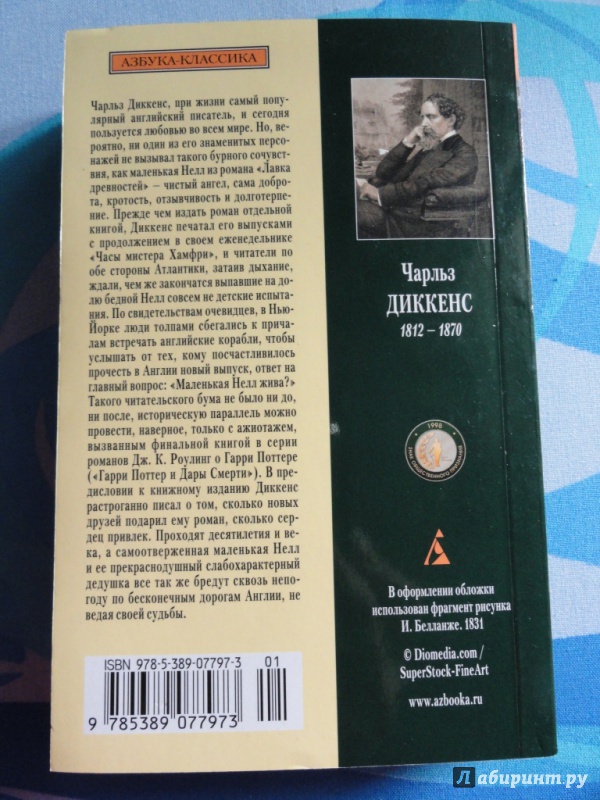 АЗБУКА-КЛАССИКА
Чарльз Диккенс, при жизни самый попу-
лярный английский писатель, и сегодня
пользуется любовью во всем мире. Но, ве-
роятно, ни один из его знаменитых персо-
нажей не вызывал такого бурного сочувст-
вия, как маленькая Нелл из романа «Лавка
древностей» – чистый ангел, сама добро-
та, кротость, отзывчивость и долготерпе-
ние. Прежде чем издать роман отдельной
книгой, Диккенс печатал его выпусками
с продолжением в своем еженедельнике
«Часы мистера Хамфри», и читатели по
обе стороны Атлантики, затаив дыхание,
ждали, чем же закончатся выпавшие на до-
лю бедной Нелл совсем не детские испыта-
ния. По свидетельствам очевидцев, в Нью-
Йорке люди толпами сбегались к прича-
лам встречать английские корабли, чтобы
услышать от тех, кому посчастливилось
прочесть в Англии новый выпуск, ответ на
главный вопрос: «Маленькая Нелл жива?»
Такого читательского бума не было ни до,
ни после, историческую параллель можно
провести, наверное, только с ажиотажем,
вызванным финальной книгой в серии
романов Дж. К. Роулинг о Гарри Поттере
(«Гарри Поттер и Дары Смерти»). В пре-
дисловии к книжному изданию Диккенс
растроганно писал о том, сколько новых
друзей подарил ему роман, сколько сер-
дец привлек. Проходят десятилетия и ве-
ка, а самоотверженная маленькая Нелл
и ее прекраснодушный слабохарактерный
дедушка все так же бредут сквозь непо-
году по бесконечным дорогам Англии, не
ведая своей судьбы.
ISBN 978-5-389-07797-3 01
9 785389 077973
Чарльз
ДИККЕНС
1812 – 1870
1998
ЗНАК ОБЩЕСТВЕННОГО ПРИЗНАНИЯ
В оформлении обложки
использован фрагмент рисунка
И. Белланже. 1831
© Diomedia.com /
SuperStock-FineArt
www.azbooka.ru
Лабиринт.ру